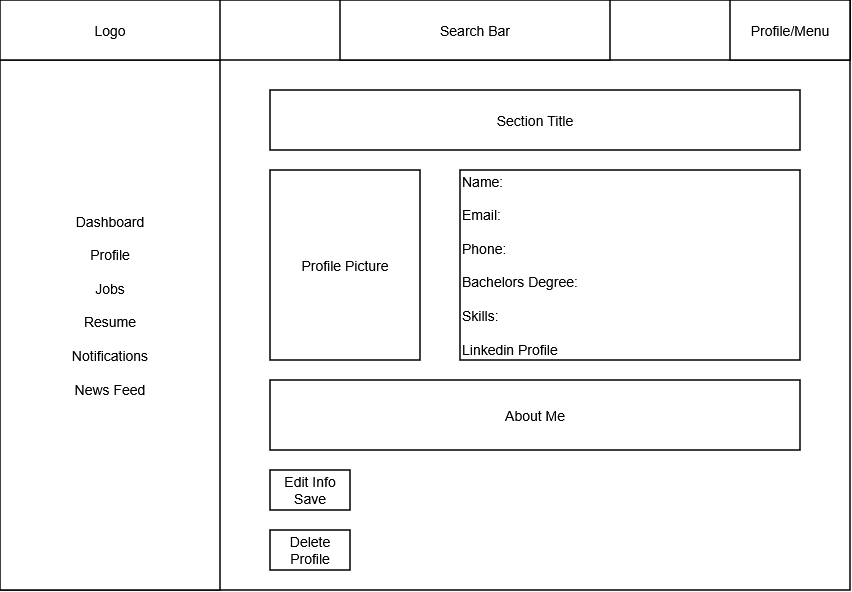 Logo
Search Bar
Profile/Menu
Section Title
Dashboard
Profile
Jobs
Resume
Notifications
News Feed
Profile Picture
Name:
Email:
Phone:
Bachelors Degree:
Skills:
Linkedin Profile
About Me
Edit Info
Save
Delete
Profile